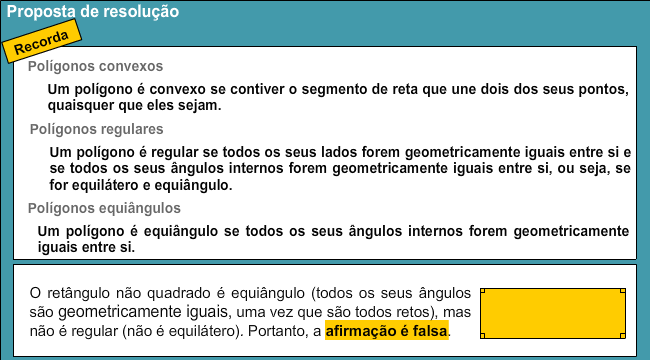 Proposta de resolução
Recorda
Polígonos convexos
Um polígono é convexo se contiver o segmento de reta que une dois dos seus pontos,
quaisquer que eles sejam.
Polígonos regulares
Um polígono é regular se todos os seus lados forem geometricamente iguais entre si e
se todos os seus ângulos internos forem geometricamente iguais entre si, ou seja, se
for equilátero e equiângulo.
Polígonos equiângulos
Um polígono é equiângulo se todos os seus ângulos internos forem geometricamente
iguais entre si.
O retângulo não quadrado é equiângulo (todos os seus ângulos
são geometricamente iguais, uma vez que são todos retos), mas
não é regular (não é equilátero). Portanto, a afirmação é falsa.